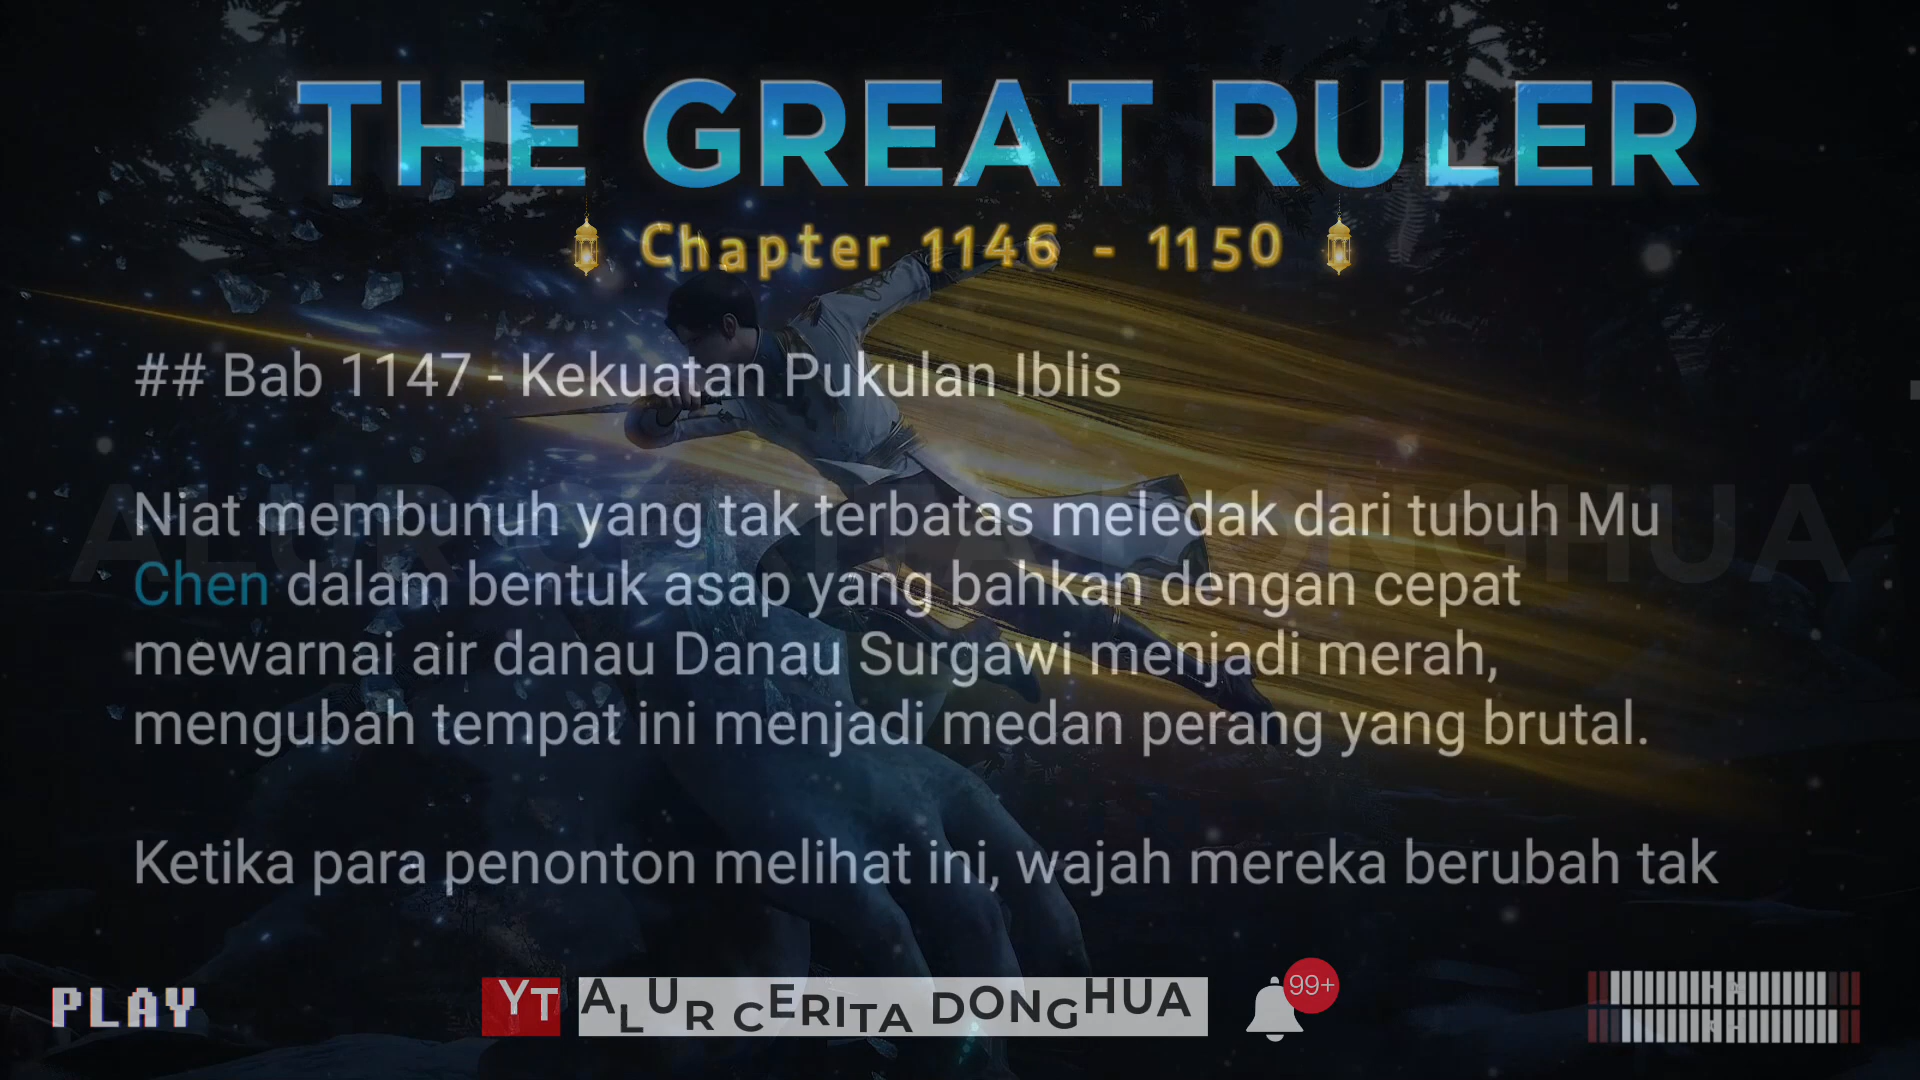 THE GREAT RULER
Chapter 1146 - 1150
## Bab 1147 - Kekuatan Pukulan Iblis
Niat membunuh yang tak terbatas meledak dari tubuh Mu
Chen dalam bentuk asap yang bahkan dengan cepat
mewarnai air danau Danau Surgawi menjadi merah,
mengubah tempat ini menjadi medan perang yang brutal.
ALUR CERITA DONGHUA
Ketika para penonton melihat ini, wajah mereka berubah tak
PLAY
YT ALUR CERITA DONGHUA
99+